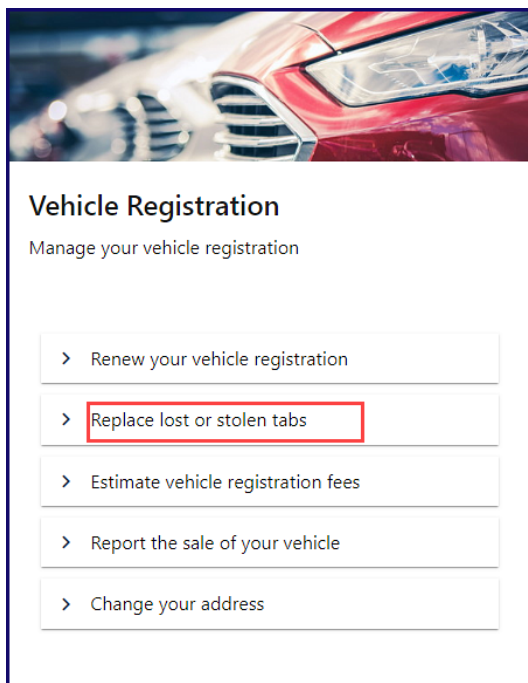 Vehicle Registration
Manage your vehicle registration
Renew your vehicle registration
Replace lost or stolen tabs
Estimate vehicle registration fees
Report the sale of your vehicle
Change your address